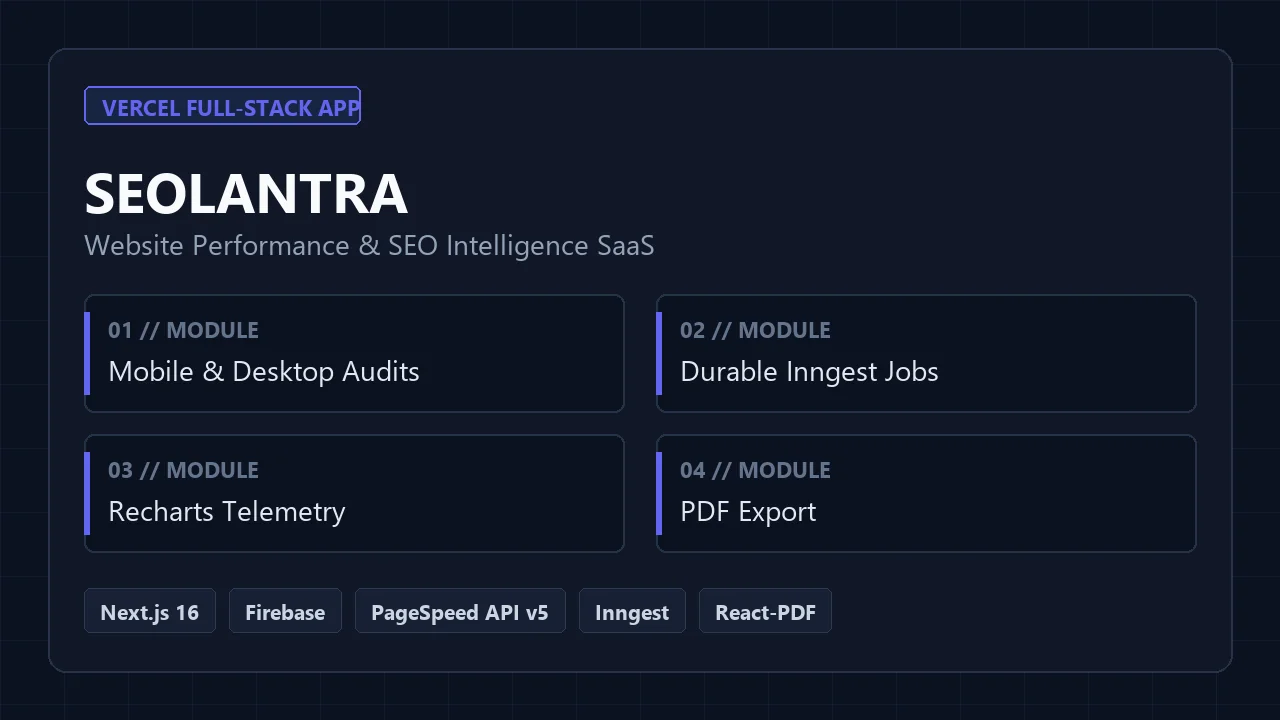 VERCEL FULL-STACK APP
SEOLANTRA
Website Performance & SEO Intelligence SaaS
01 // MODULE
Mobile & Desktop Audits
02 // MODULE
Durable Inngest Jobs
03 // MODULE
Recharts Telemetry
04 // MODULE
PDF Export
Next.js 16
Firebase
PageSpeed API v5
Inngest
React-PDF